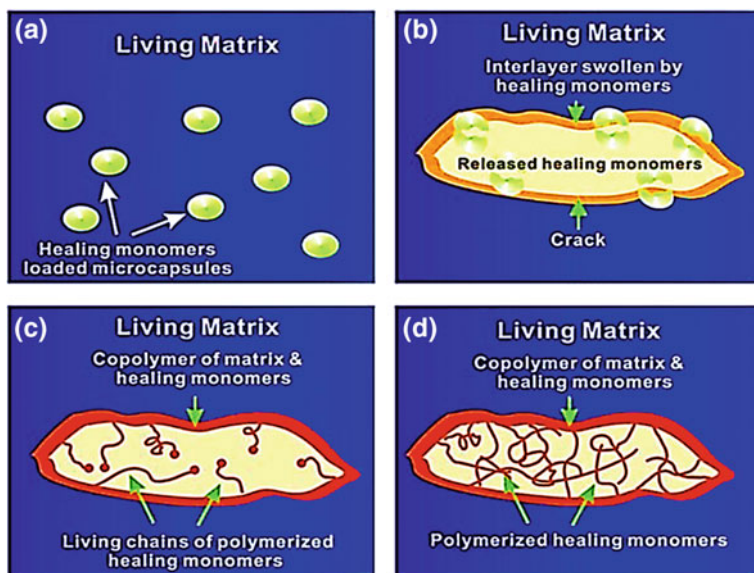 (a)
Living Matrix
Healing monomers
loaded microcapsules
(b)
Living Matrix
Interlayer swollen by
healing monomers
Released healing monomers
Crack
(c)
Living Matrix
Copolymer of matrix &
healing monomers
Living chains of polymerized
healing monomers
(d)
Living Matrix
Copolymer of matrix &
healing monomers
Polymerized healing monomers